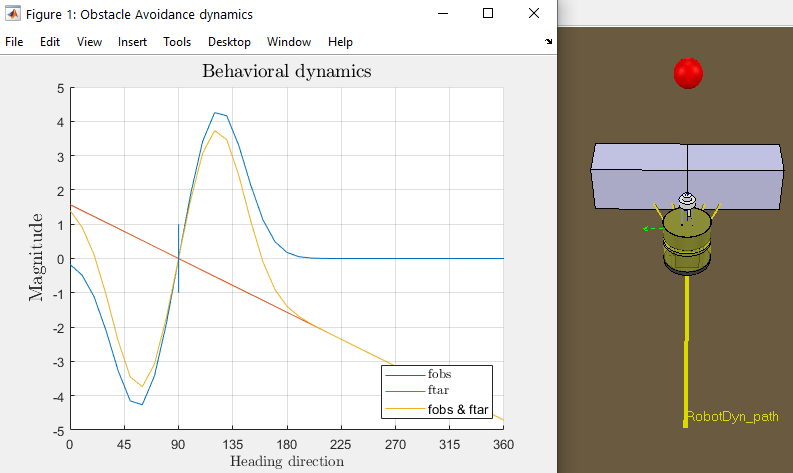 Figure 1: Obstacle Avoidance dynamics
File Edit View Insert Tools Desktop Window Help
Behavioral dynamics
Magnitude
5
4
3
2
1
0
-1
-2
-3
-4
-5
0 45 90 135 180 225 270 315 360
Heading direction
fobs
ftar
fobs & ftar
RobotDyn_path